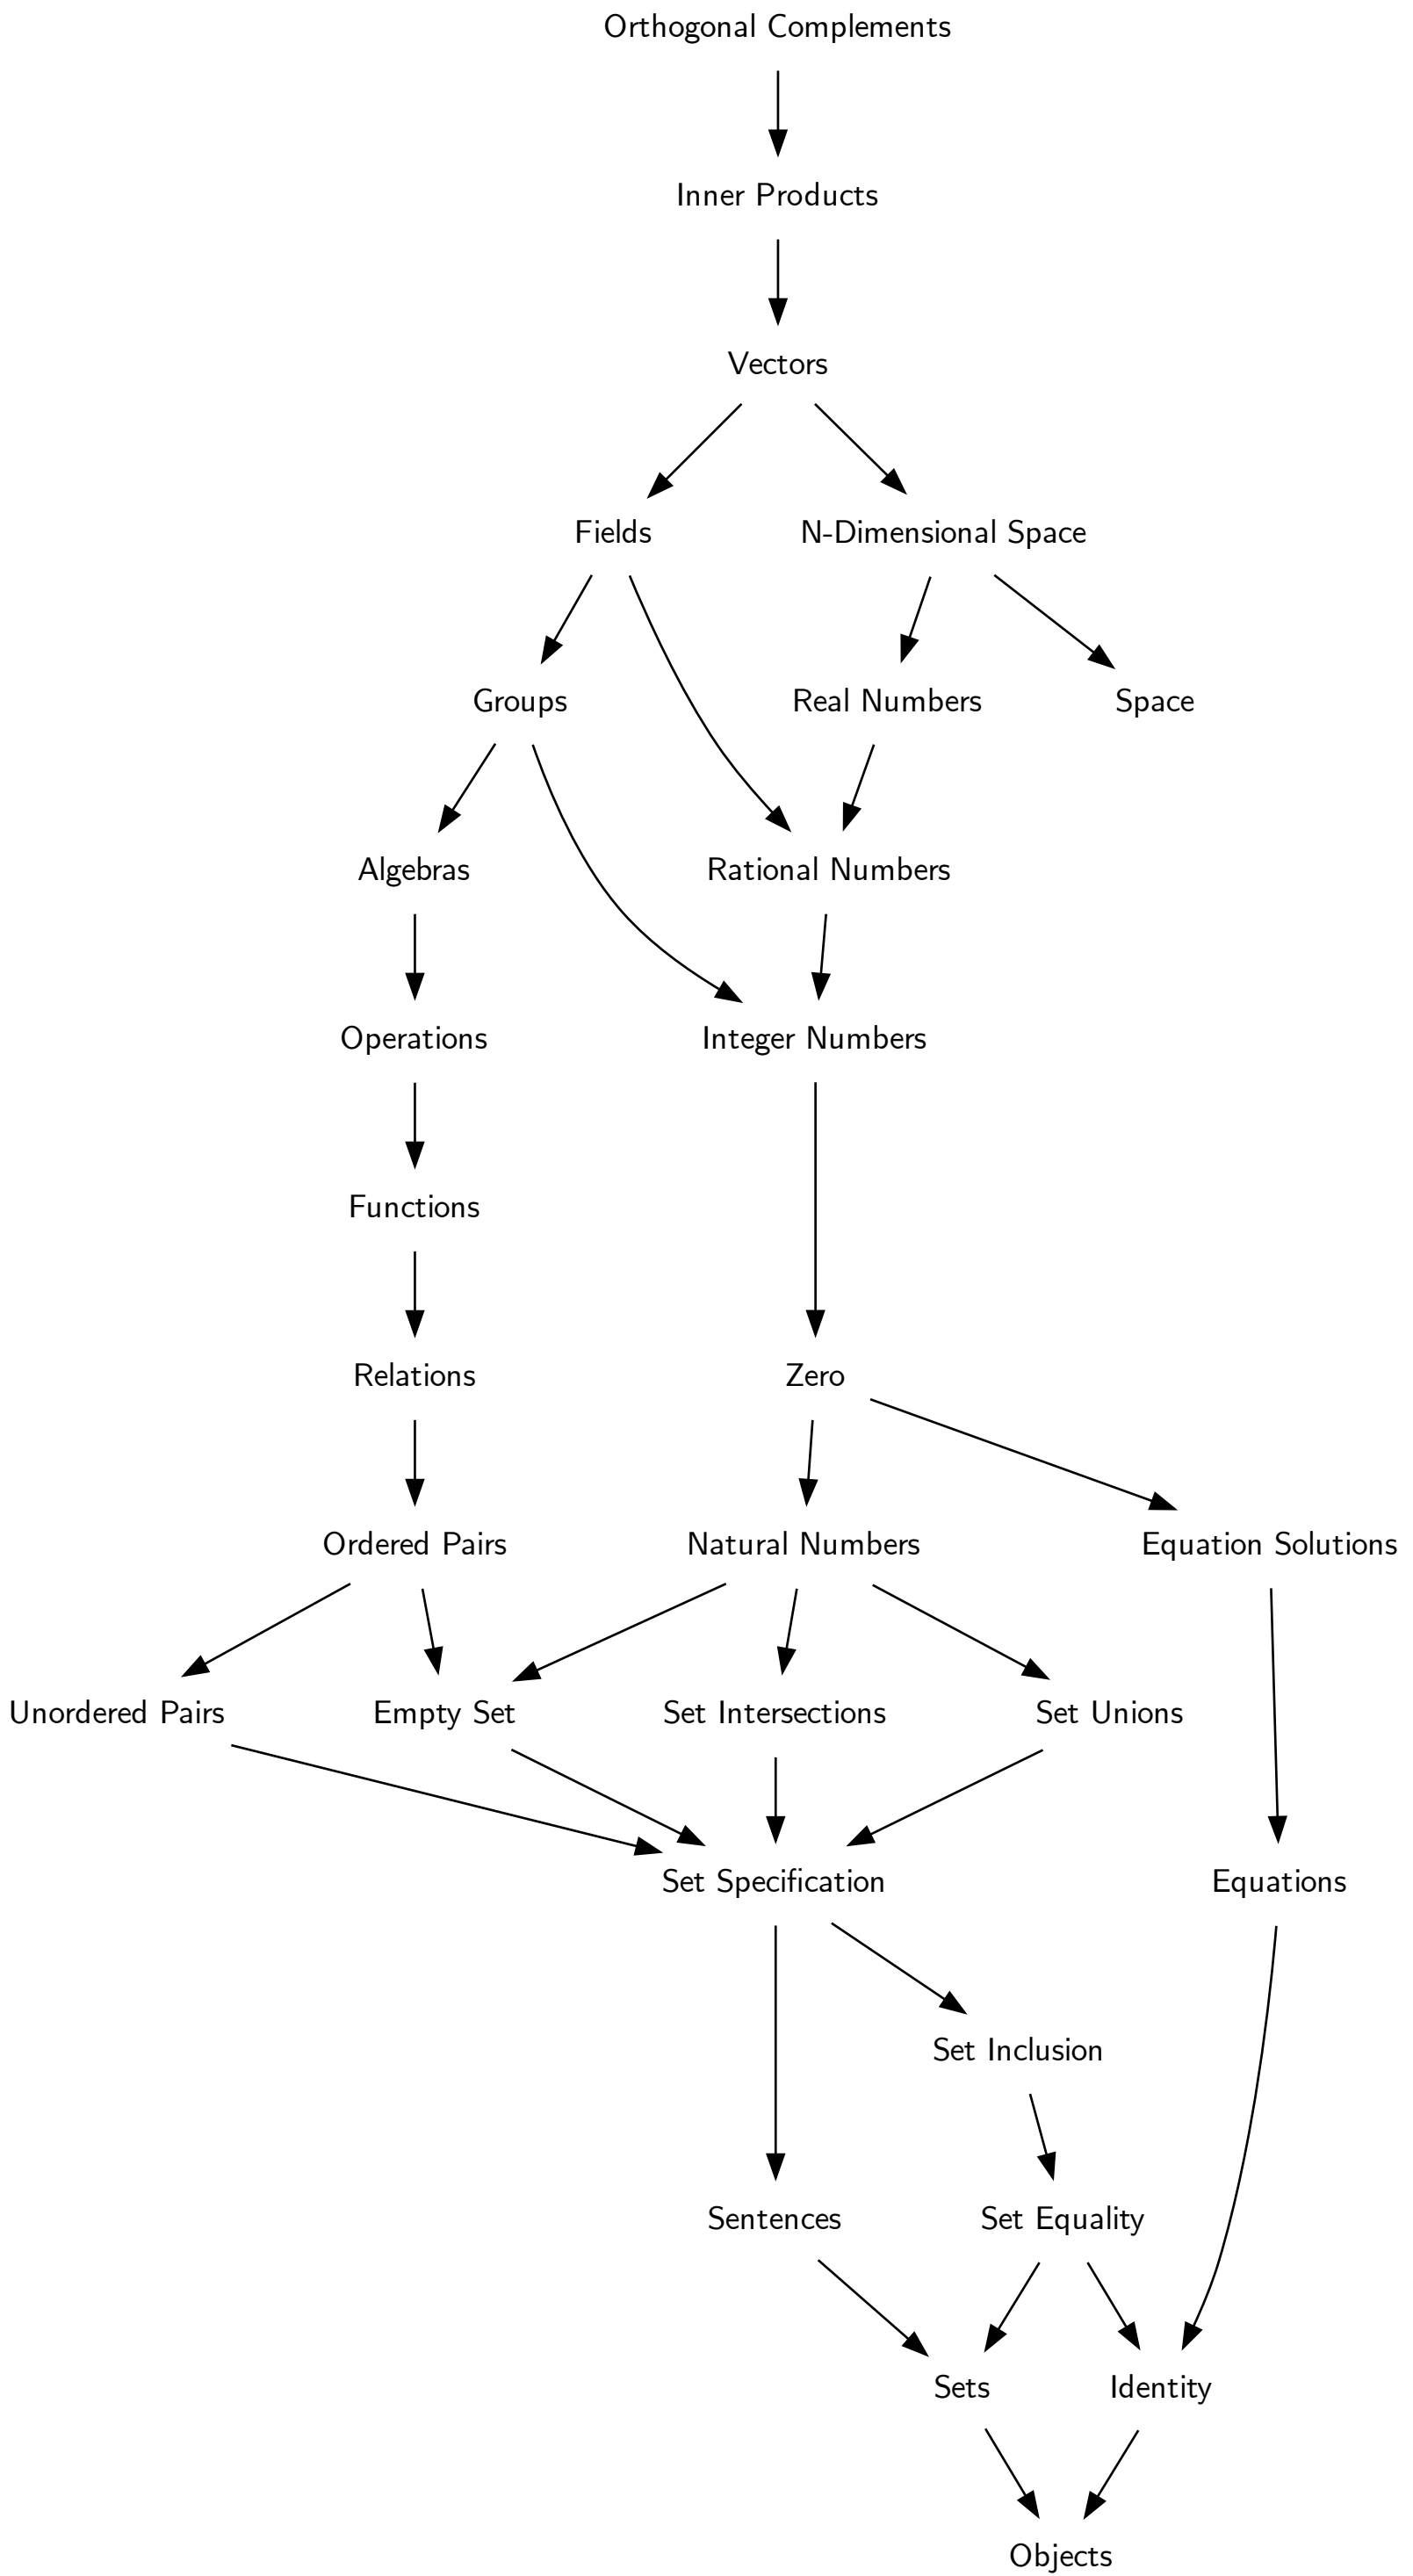 Orthogonal Complements
Inner Products
Vectors
Fields
N-Dimensional Space
Groups
Real Numbers
Space
Algebras
Rational Numbers
Operations
Integer Numbers
Functions
Relations
Zero
Ordered Pairs
Natural Numbers
Equation Solutions
Unordered Pairs
Empty Set
Set Intersections
Set Unions
Set Specification
Equations
Set Inclusion
Sentences
Set Equality
Sets
Identity
Objects